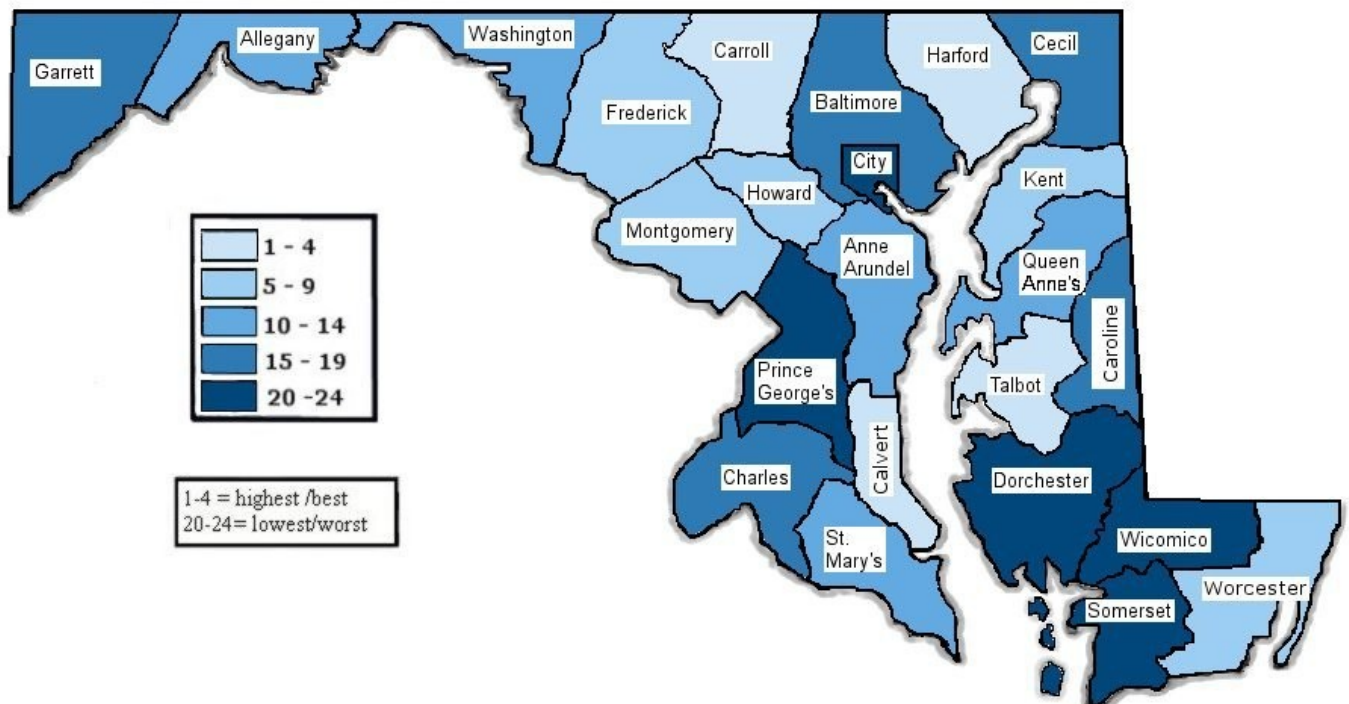 Garrett
Allegany
Washington
Frederick
Carroll
Baltimore
City
Harford
Cecil
Howard
Montgomery
Kent
Anne
Arundel
Queen
Anne's
Caroline
Talbot
Prince
George's
Calvert
Charles
St.
Mary's
Dorchester
Wicomico
Somerset
Worcester
1 - 4
5 - 9
10 - 14
15 - 19
20 -24
1-4 = highest /best
20-24= lowest/worst